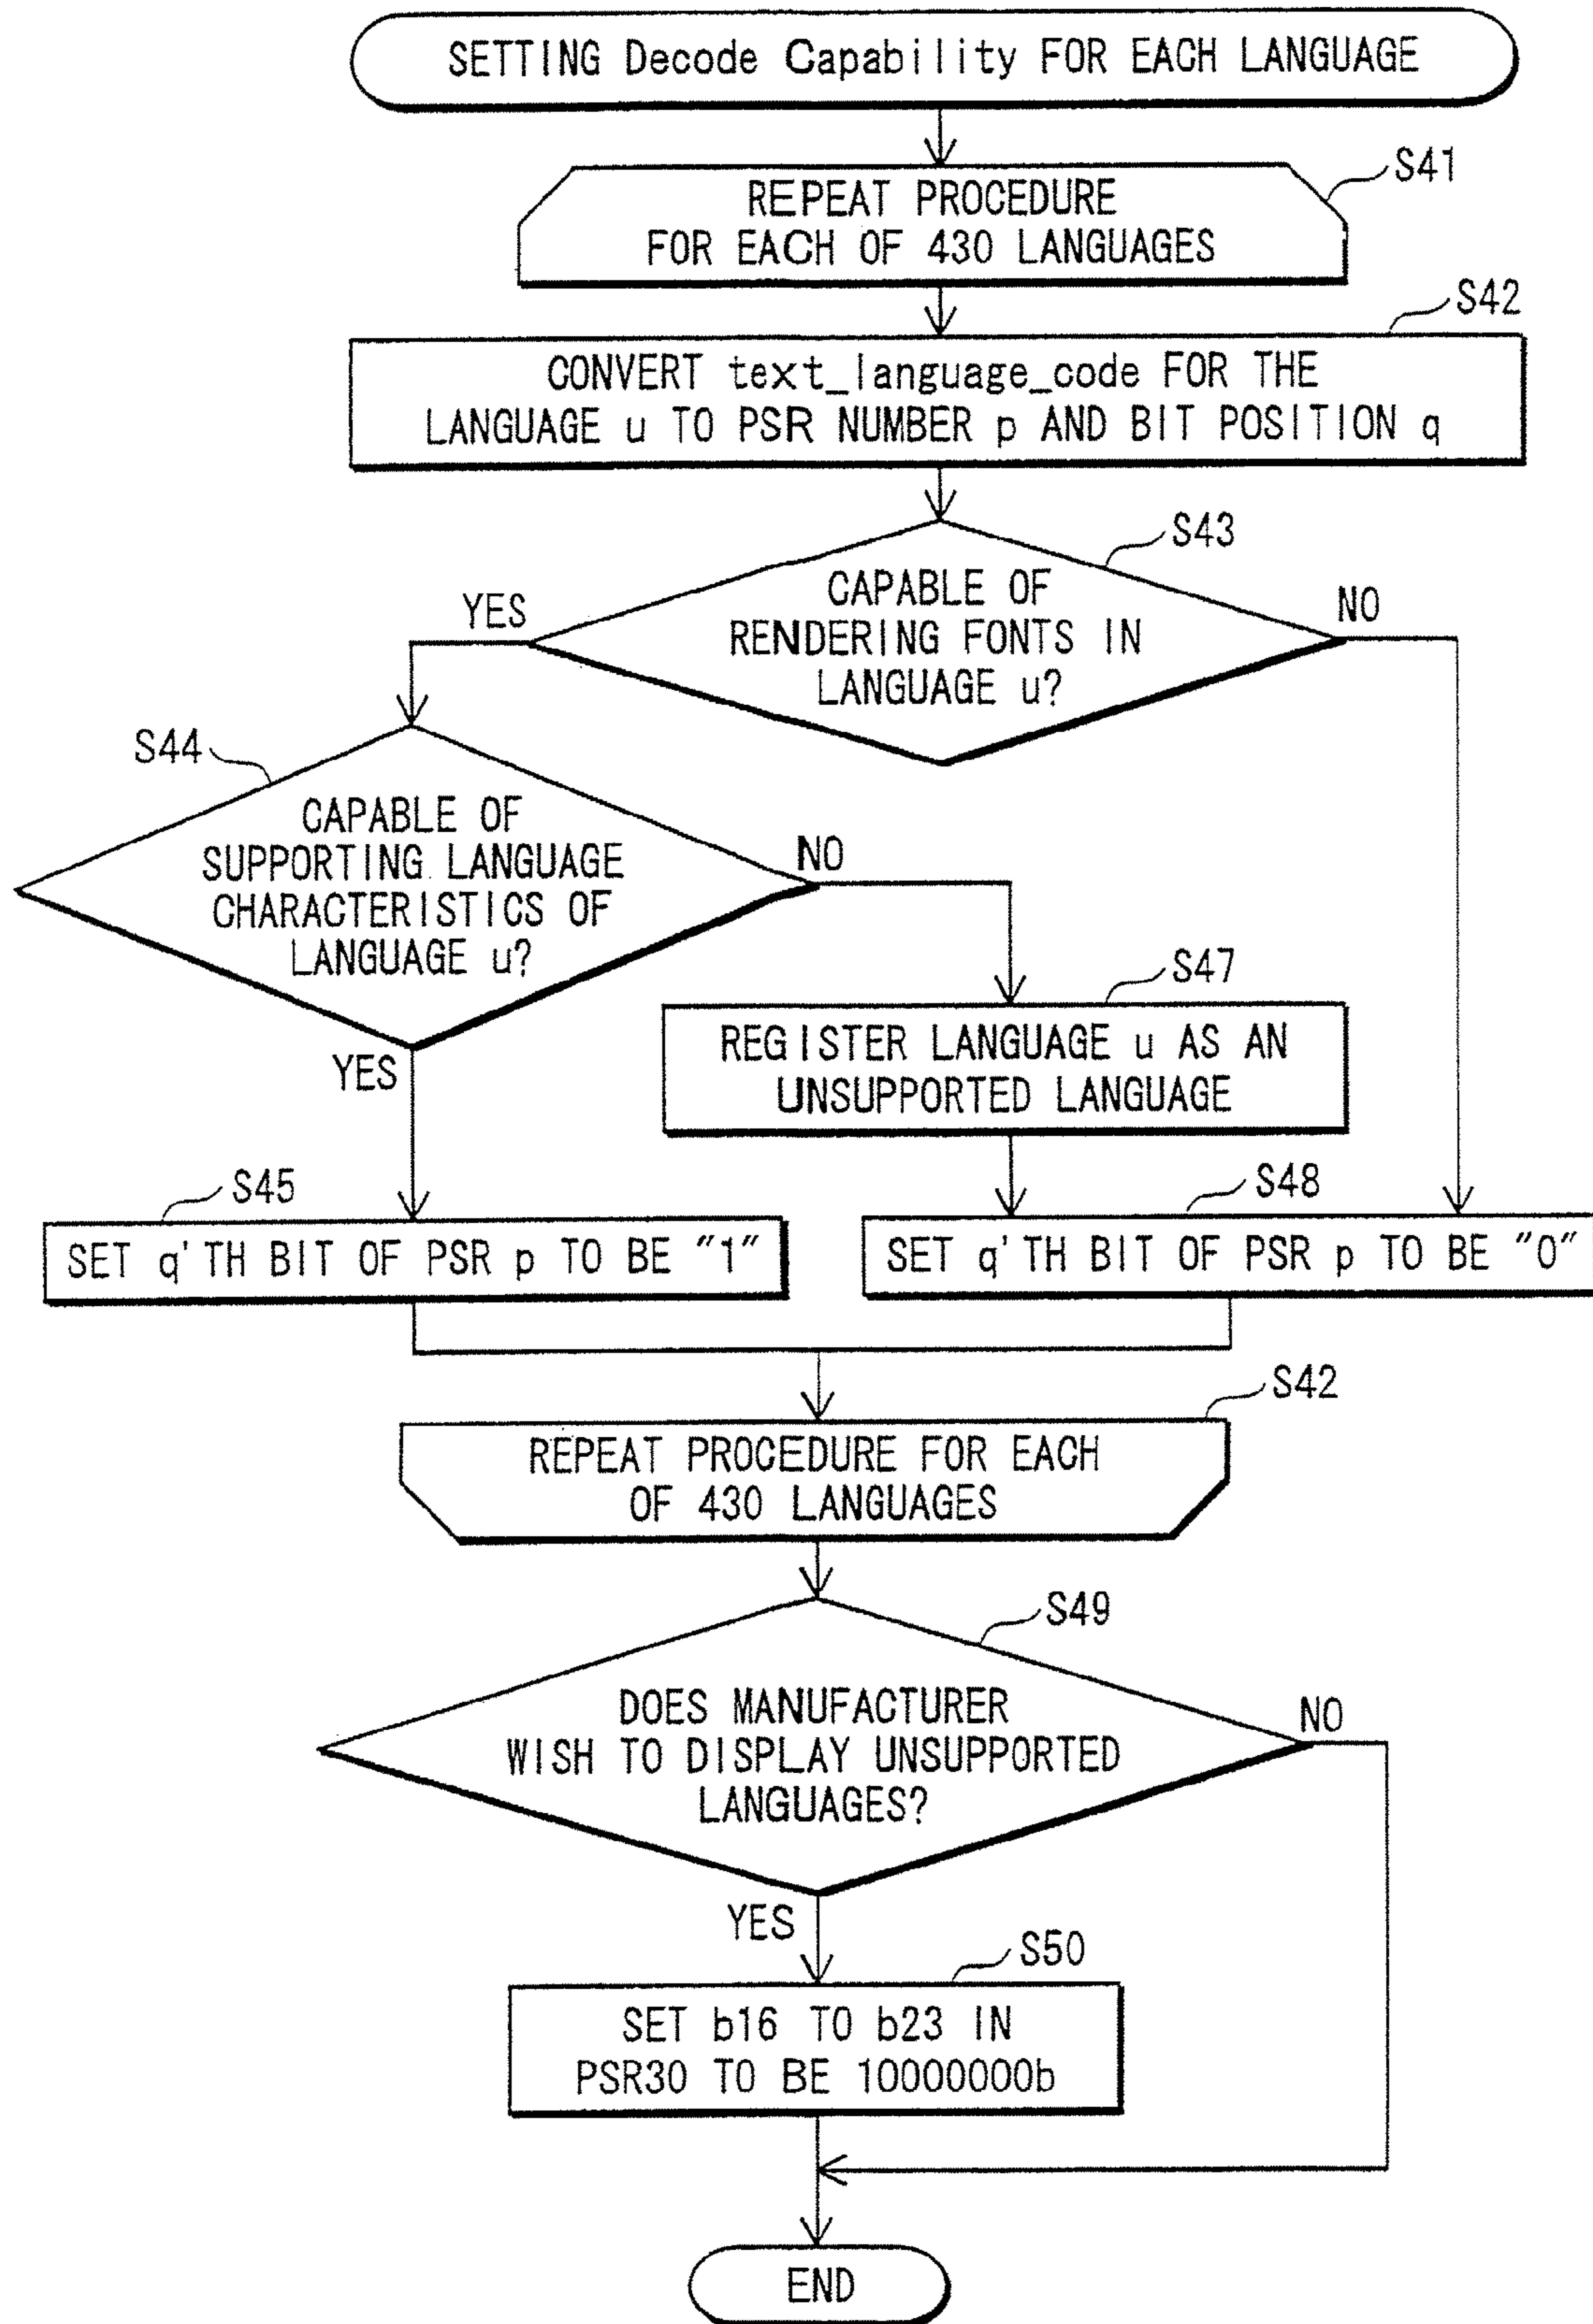 SETTING Decode Capability FOR EACH LANGUAGE
S41
REPEAT PROCEDURE
FOR EACH OF 430 LANGUAGES
S42
CONVERT text_language_code FOR THE
LANGUAGE u TO PSR NUMBER p AND BIT POSITION q
S43
CAPABLE OF
RENDERING FONTS IN
LANGUAGE u?
YES
NO
S44
CAPABLE OF
SUPPORTING LANGUAGE
CHARACTERISTICS OF
LANGUAGE u?
NO
YES
S47
REGISTER LANGUAGE u AS AN
UNSUPPORTED LANGUAGE
S45
SET q'TH BIT OF PSR p TO BE "1"
S48
SET q'TH BIT OF PSR p TO BE "0"
S42
REPEAT PROCEDURE FOR EACH
OF 430 LANGUAGES
S49
DOES MANUFACTURER
WISH TO DISPLAY UNSUPPORTED
LANGUAGES?
NO
YES
S50
SET b16 TO b23 IN
PSR30 TO BE 10000000b
END